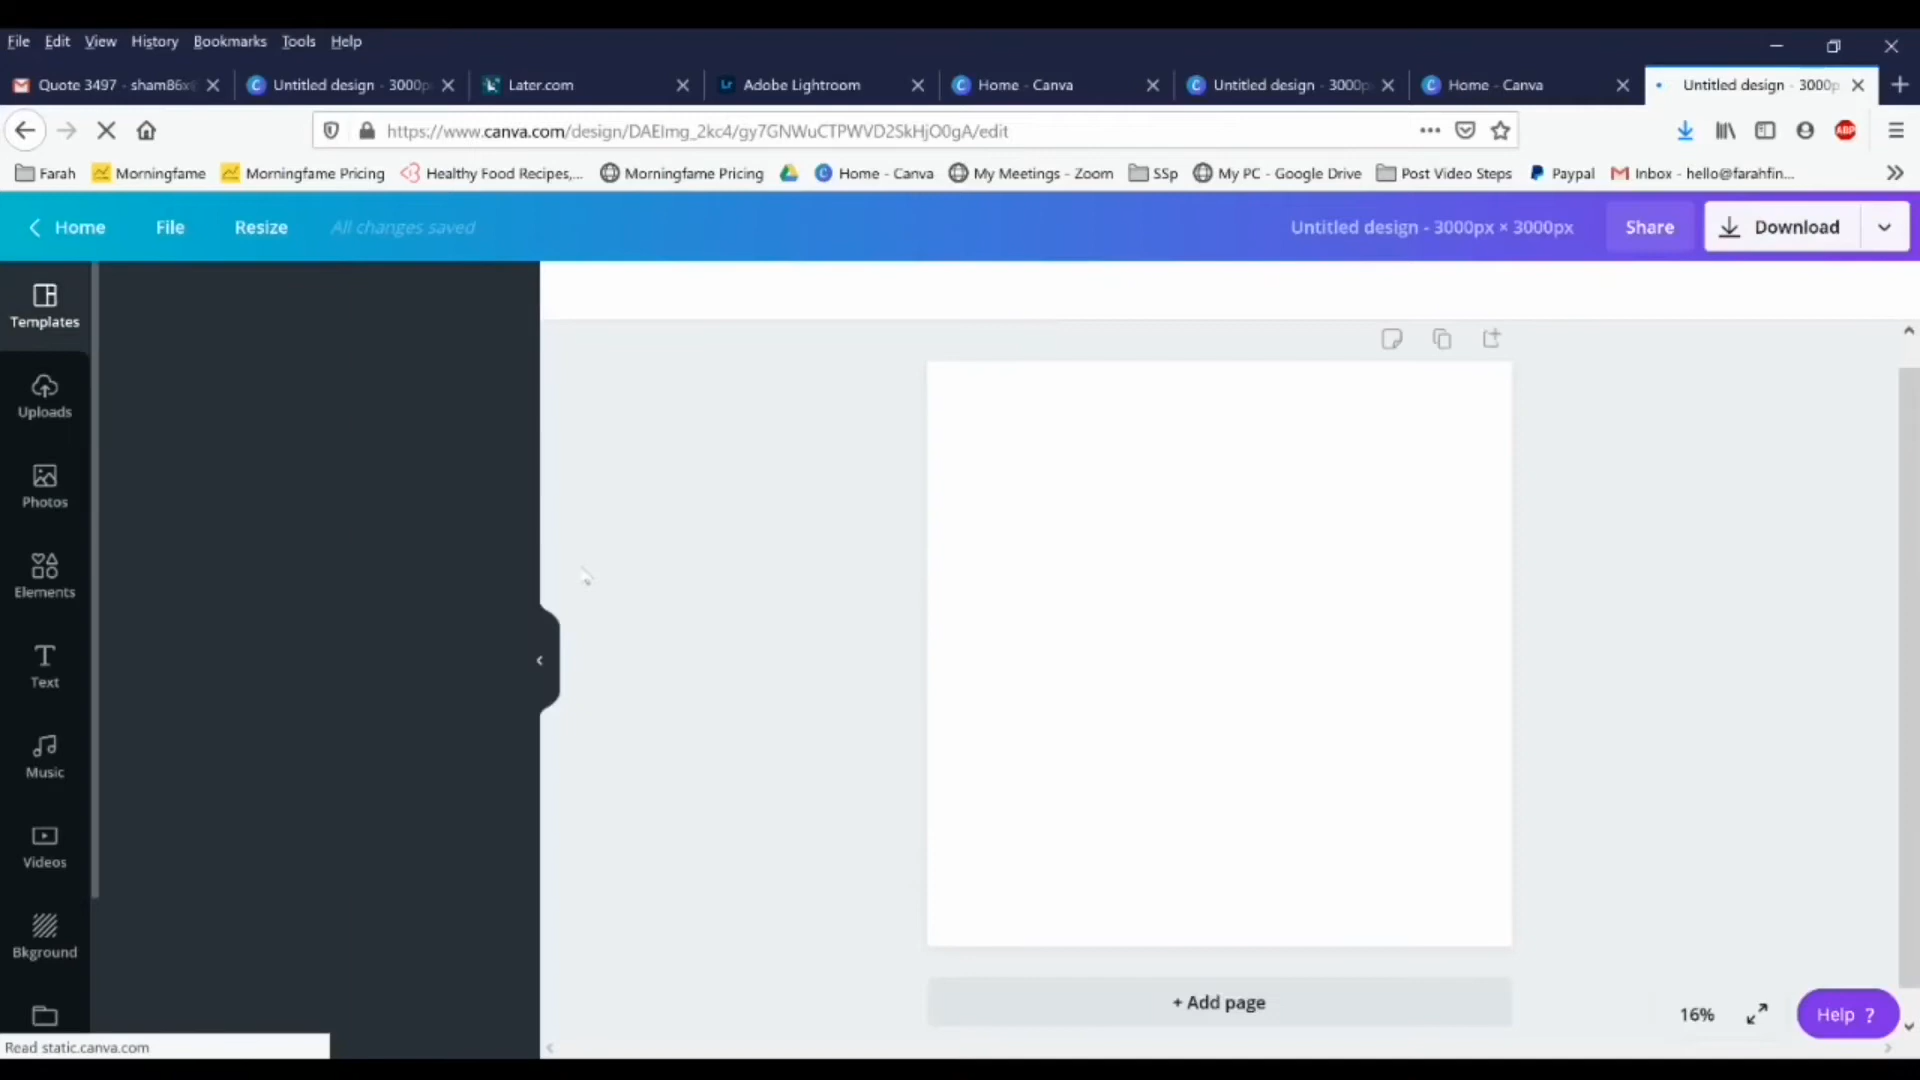 File Edit View History Bookmarks Tools Help
Quote 3497 - sham86x
Untitled design - 3000p
Later.com
Lr Adobe Lightroom
C Home - Canva
C Untitled design - 3000p
C Home - Canva
Untitled design - 3000p
https://www.canva.com/design/DAEImg_2kc4/gy7GNWuCTPWVD2SkHjO0gA/edit
ABP
Farah
Morningfame
Morningfame Pricing
Healthy Food Recipes,...
Morningfame Pricing
C Home - Canva
My Meetings - Zoom
SSp
My PC - Google Drive
Post Video Steps
Paypal
Inbox - hello@farahfin...
Home
File
Resize
All changes saved
Untitled design - 3000px × 3000px
Share
Download
Templates
Uploads
Photos
Elements
Text
Music
Videos
Bkground
+ Add page
16%
Help ?
Read static.canva.com